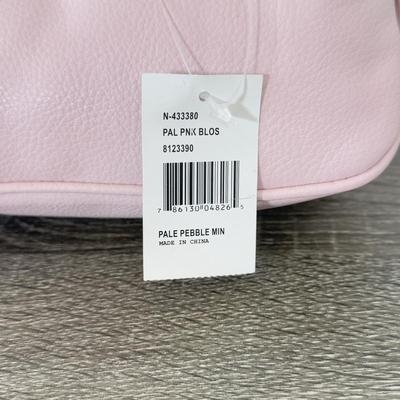 N-433380
PAL PNK BLOS
8123390
7 86130 04826 5
PALE PEBBLE MIN
MADE IN CHINA